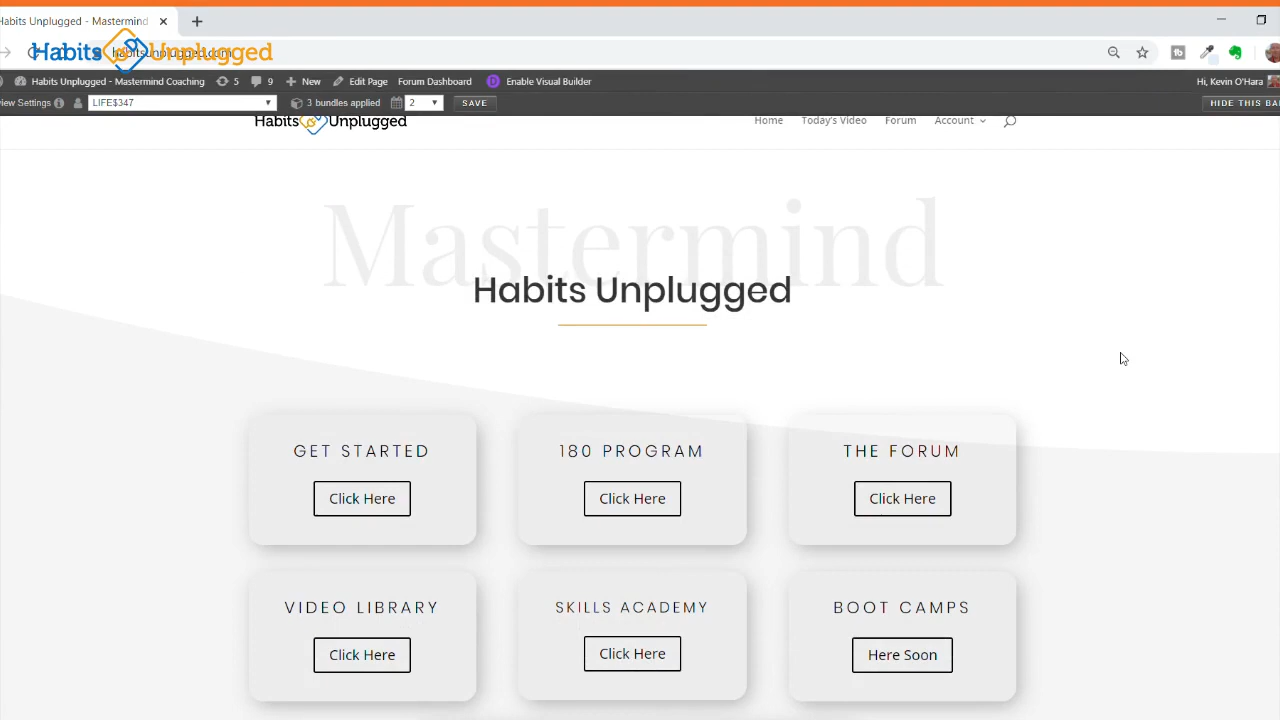 Habits Unplugged - Mastermind
Habits Unplugged
habitsunplugged.com
Habits Unplugged - Mastermind Coaching 5 9 New Edit Page Forum Dashboard D Enable Visual Builder Hi, Kevin O'Hara
iew Settings LIFE$347 3 bundles applied 2 SAVE HIDE THIS BA
Habits Unplugged Home Today's Video Forum Account
Mastermind
Habits Unplugged
GET STARTED 180 PROGRAM THE FORUM
Click Here Click Here Click Here
VIDEO LIBRARY SKILLS ACADEMY BOOT CAMPS
Click Here Click Here Here Soon